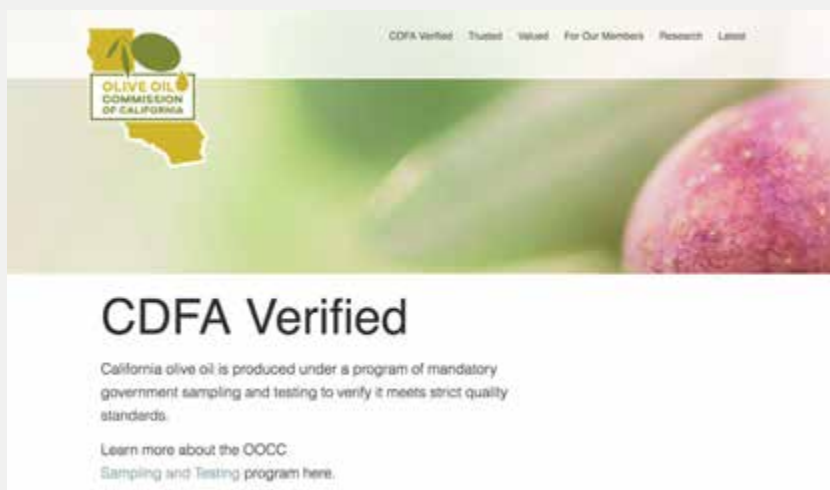 CDFA Verified Trusted Valued For Our Members Research Latest
OLIVE OIL
COMMISSION
OF CALIFORNIA
CDFA Verified
California olive oil is produced under a program of mandatory
government sampling and testing to verify it meets strict quality
standards.
Learn more about the OOCC
Sampling and Testing program here.